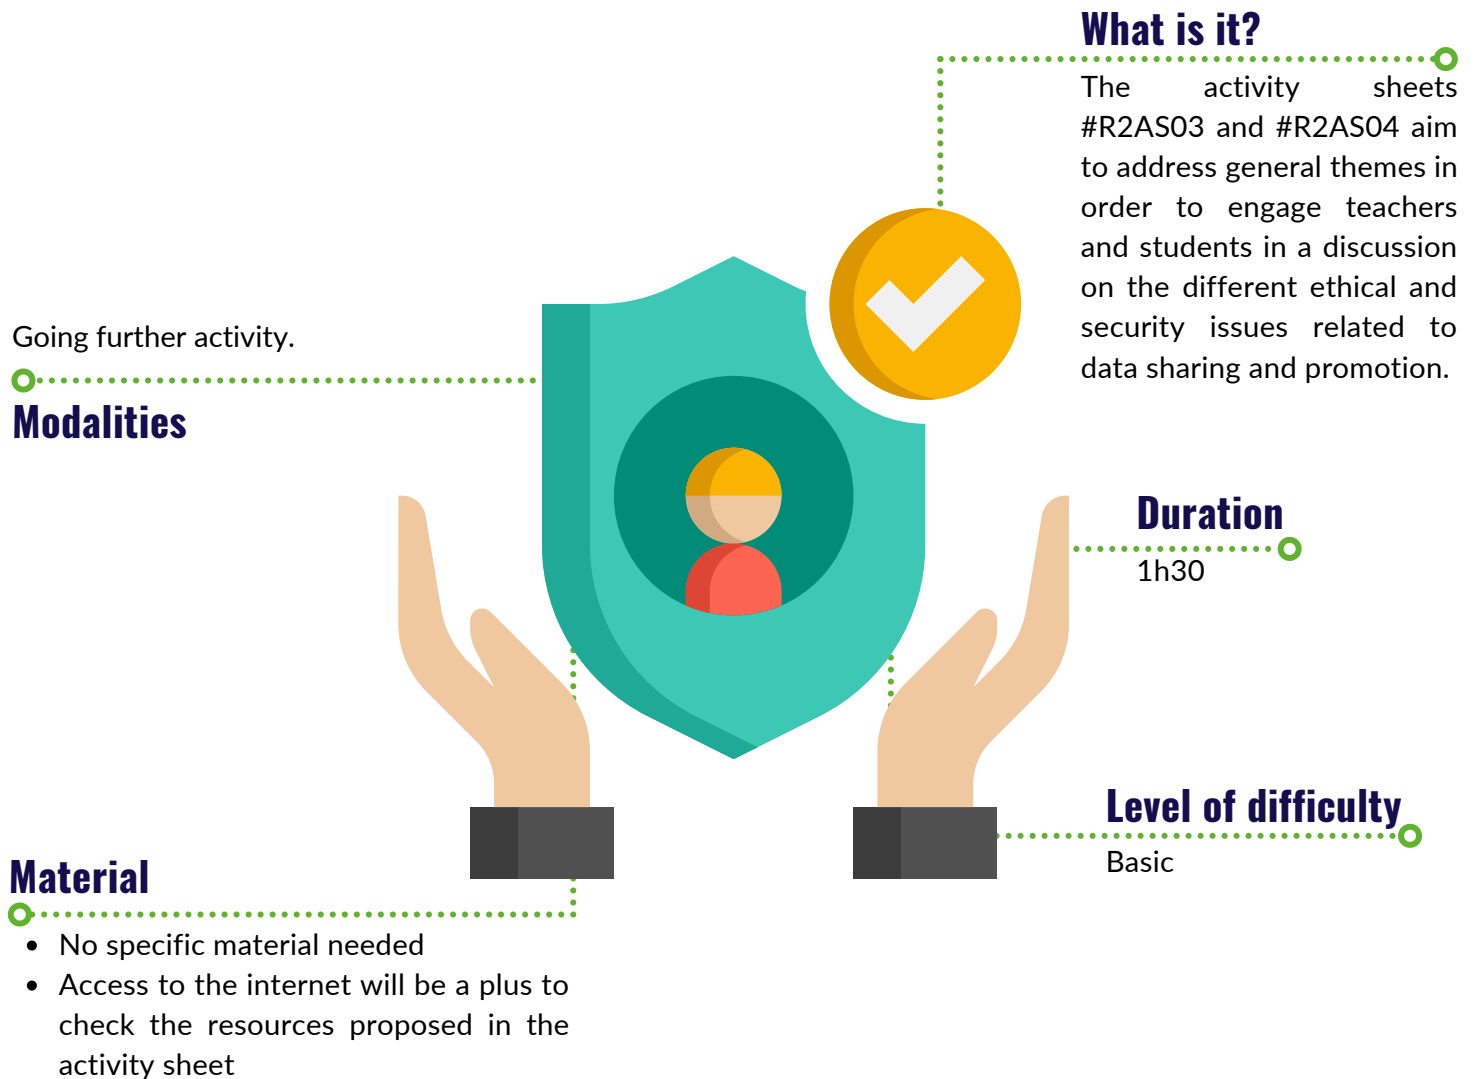 What is it?
The activity sheets
#R2AS03 and #R2AS04 aim
to address general themes in
order to engage teachers
and students in a discussion
on the different ethical and
security issues related to
data sharing and promotion.
Going further activity.
Modalities
Duration
1h30
Level of difficulty
Basic
Material
• No specific material needed
• Access to the internet will be a plus to
check the resources proposed in the
activity sheet